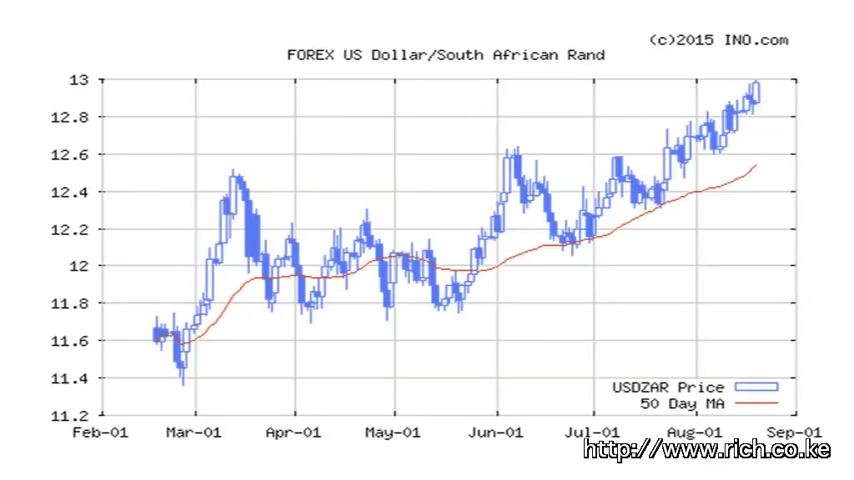 (c)2015 INO.com
FOREX US Dollar/South African Rand
13
12.8
12.6
12.4
12.2
12
11.8
11.6
11.4
11.2
USDZAR Price
50 Day MA
Feb-01 Mar-01 Apr-01 May-01 Jun-01 Jul-01 Aug-01 Sep-01
http://www.rich.co.ke